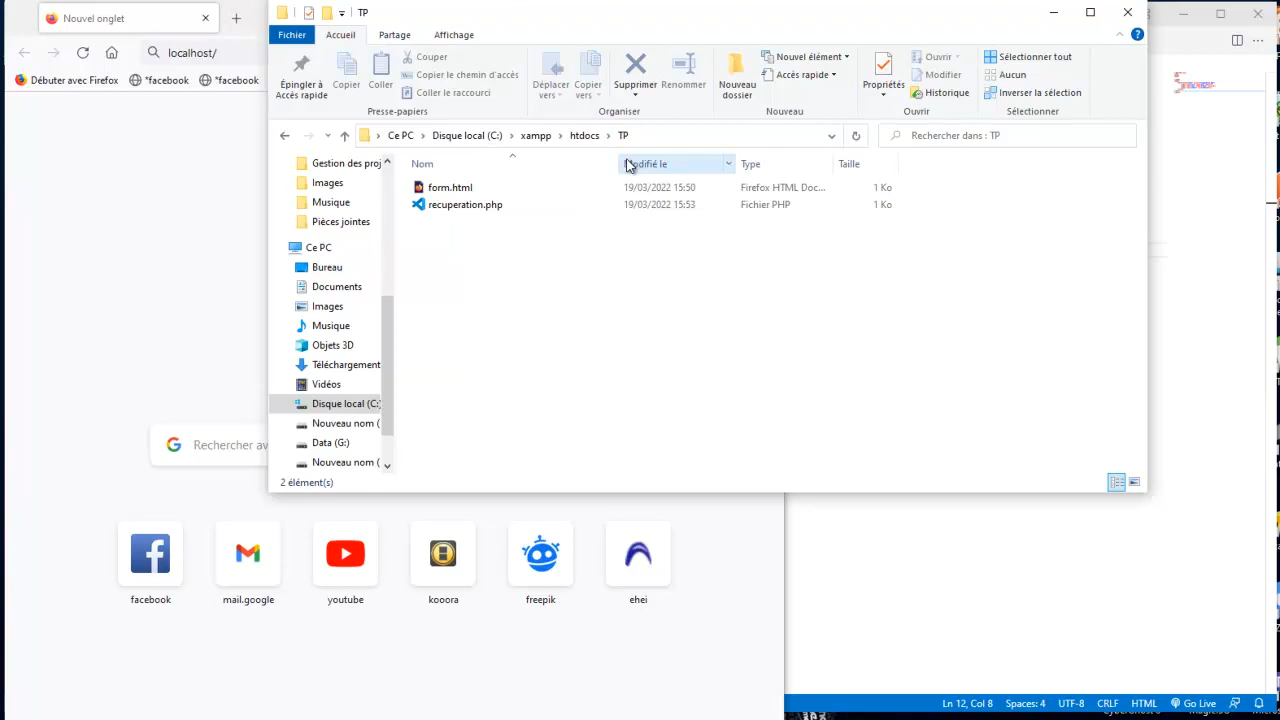 Nouvel onglet
localhost/
Débuter avec Firefox
°facebook
°facebook
Rechercher av
facebook
mail.google
youtube
kooora
freepik
ehei
TP
Fichier
Accueil
Partage
Affichage
Épingler à
Accès rapide
Copier
Coller
Couper
Copier le chemin d'accès
Coller le raccourci
Presse-papiers
Déplacer
vers
Copier
vers
Supprimer
Renommer
Organiser
Nouveau
dossier
Nouvel élément
Accès rapide
Nouveau
Propriétés
Ouvrir
Modifier
Historique
Ouvrir
Sélectionner tout
Aucun
Inverser la sélection
Sélectionner
Ce PC > Disque local (C:) > xampp > htdocs > TP
Rechercher dans : TP
Gestion des proj
Images
Musique
Pièces jointes
Ce PC
Bureau
Documents
Images
Musique
Objets 3D
Téléchargement
Vidéos
Disque local (C:)
Nouveau nom (
Data (G:)
Nouveau nom (
Nom
Modifié le
Type
Taille
form.html 19/03/2022 15:50 Firefox HTML Doc... 1 Ko
recuperation.php 19/03/2022 15:53 Fichier PHP 1 Ko
2 élément(s)
Ln 12, Col 8
Spaces: 4
UTF-8
CRLF
HTML
Go Live